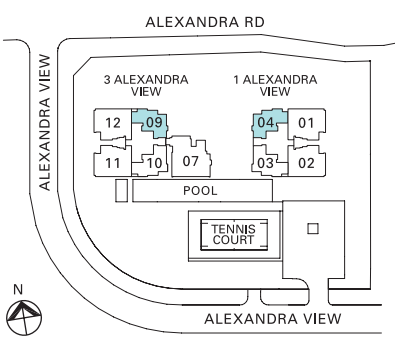 ALEXANDRA RD
ALEXANDRA VIEW
3 ALEXANDRA
VIEW
1 ALEXANDRA
VIEW
12
09
04
01
11
10
07
03
02
POOL
TENNIS
COURT
N
ALEXANDRA VIEW